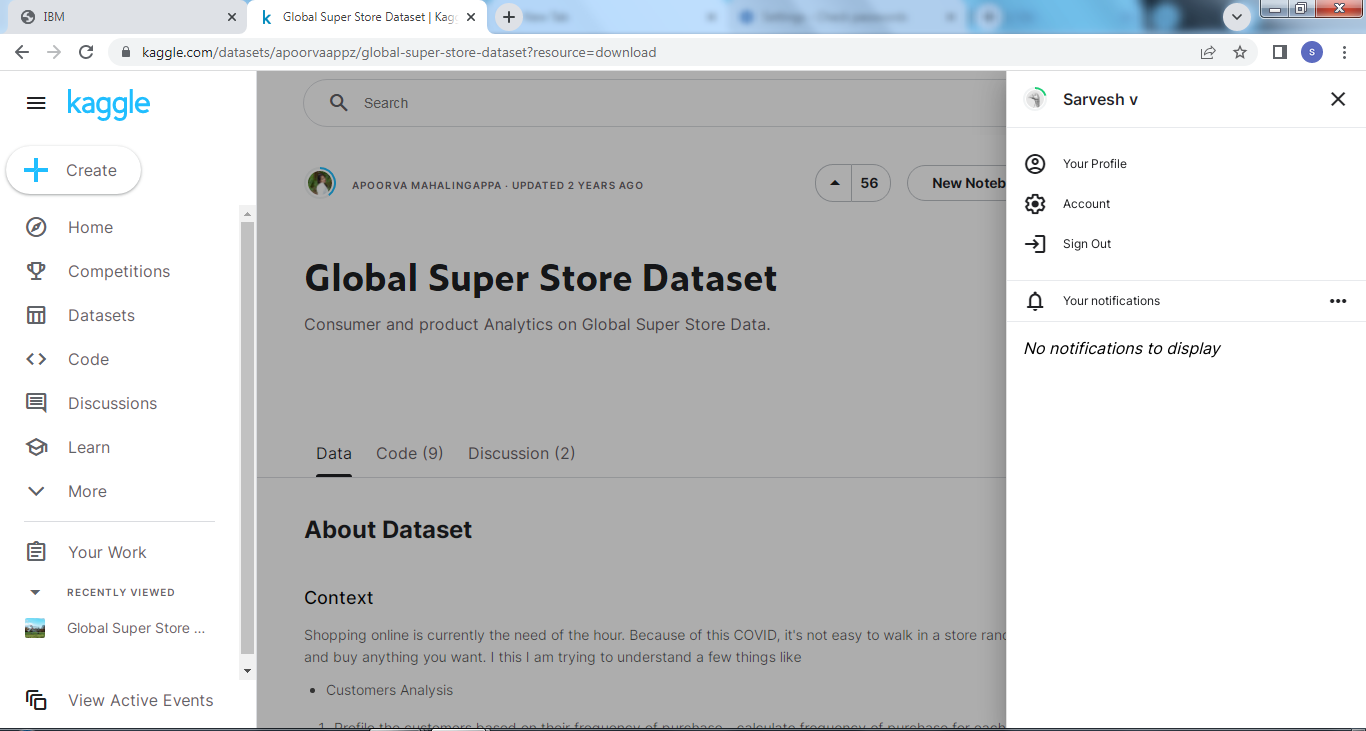 IBM
Global Super Store Dataset | Kagg
kaggle.com/datasets/apoorvaappz/global-super-store-dataset?resource=download
S
kaggle
Create
Home
Competitions
Datasets
Code
Discussions
Learn
More
Your Work
RECENTLY VIEWED
Global Super Store ...
View Active Events
Search
APOORVA MAHALINGAPPA · UPDATED 2 YEARS AGO
56
New Noteb
Global Super Store Dataset
Consumer and product Analytics on Global Super Store Data.
Data Code (9) Discussion (2)
About Dataset
Context
Shopping online is currently the need of the hour. Because of this COVID, it's not easy to walk in a store rand
and buy anything you want. I this I am trying to understand a few things like
• Customers Analysis
1. Profile the customers based on their frequency of purchase - calculate frequency of purchase for each
Sarvesh v
Your Profile
Account
Sign Out
Your notifications
No notifications to display